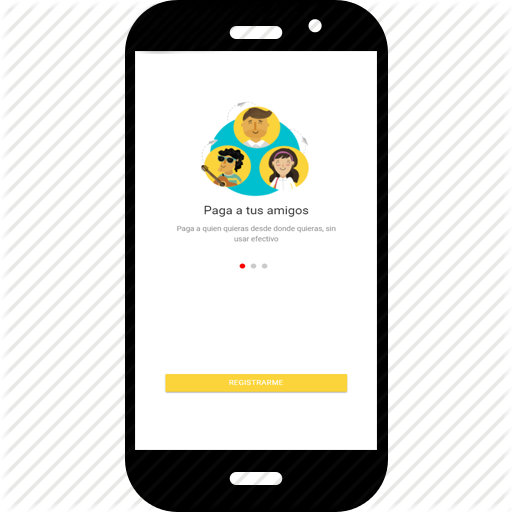 Paga a tus amigos
Paga a quien quieras desde donde quieras, sin
usar efectivo
REGISTRARME